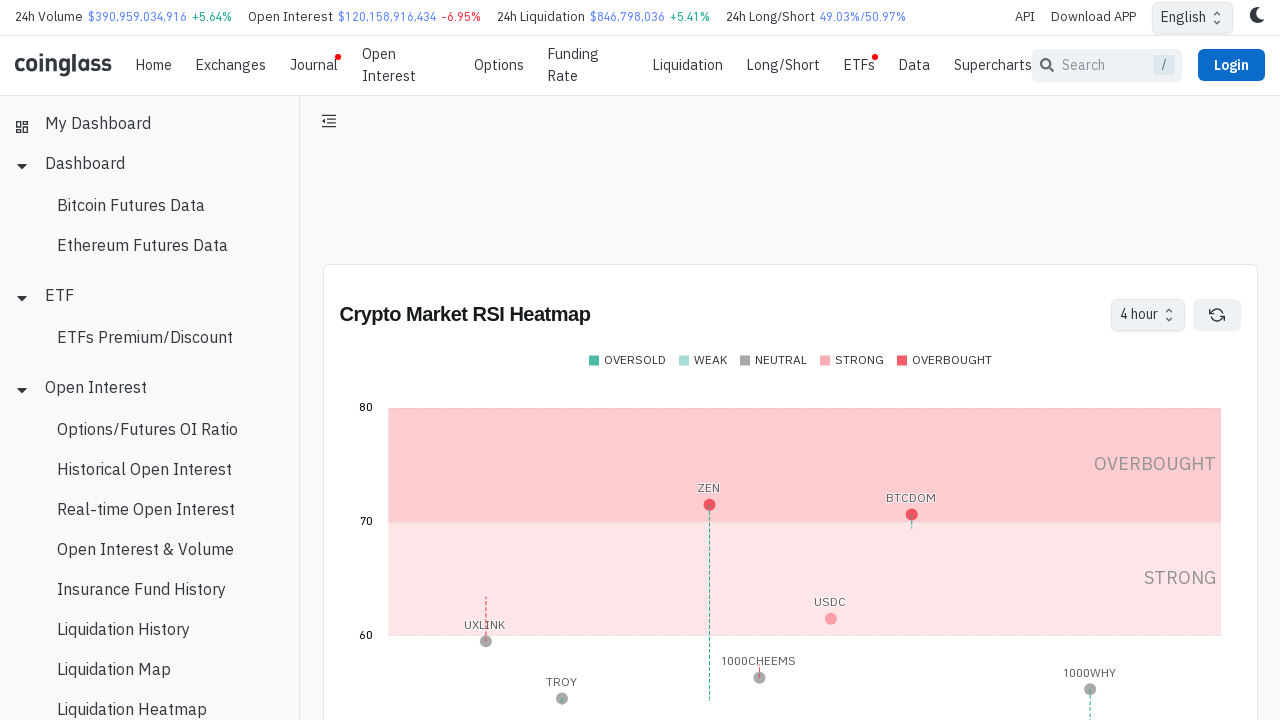 24h Volume $390,959,034,916 +5.64% Open Interest $120,158,916,434 -6.95% 24h Liquidation $846,798,036 +5.41% 24h Long/Short 49.03%/50.97% API Download APP English
coinglass Home Exchanges Journal Open Interest Options Funding Rate Liquidation Long/Short ETFs Data Supercharts Search / Login
My Dashboard
Dashboard
Bitcoin Futures Data
Ethereum Futures Data
ETF
ETFs Premium/Discount
Open Interest
Options/Futures OI Ratio
Historical Open Interest
Real-time Open Interest
Open Interest & Volume
Insurance Fund History
Liquidation History
Liquidation Map
Liquidation Heatmap
Crypto Market RSI Heatmap
4 hour
OVERSOLD WEAK NEUTRAL STRONG OVERBOUGHT
80
OVERBOUGHT
ZEN
BTCDOM
70
STRONG
USDC
UXLINK
60
1000CHEEMS
1000WHY
TROY